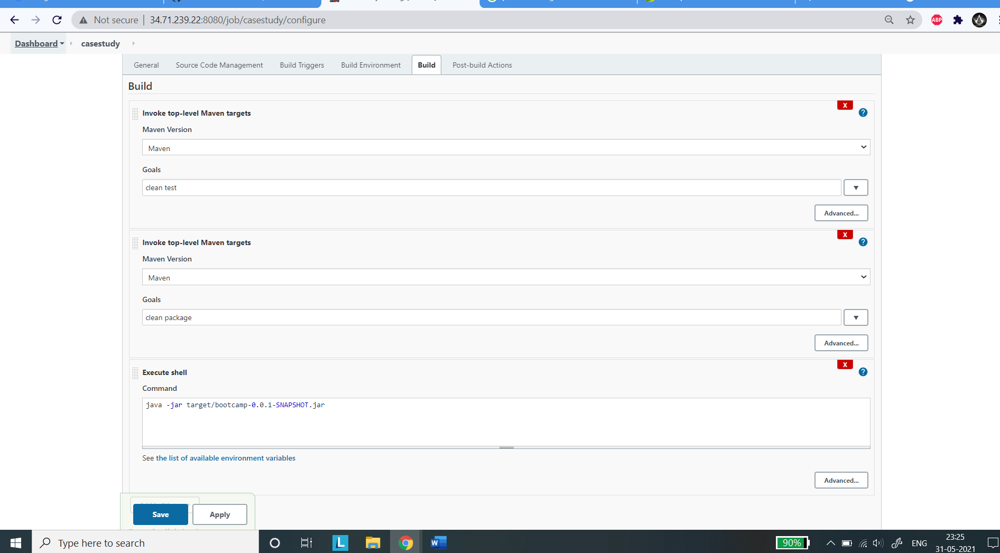 Not secure | 34.71.239.22:8080/job/casestudy/configure
ABP
Dashboard casestudy
General Source Code Management Build Triggers Build Environment Build Post-build Actions
Build
X
Invoke top-level Maven targets ?
Maven Version
Maven
Goals
clean test
Advanced...
X
Invoke top-level Maven targets ?
Maven Version
Maven
Goals
clean package
Advanced...
X
Execute shell ?
Command
java -jar target/bootcamp-0.0.1-SNAPSHOT.jar
See the list of available environment variables
Advanced...
Save Apply
Type here to search
L
W
90%
ENG
23:25
31-05-2021